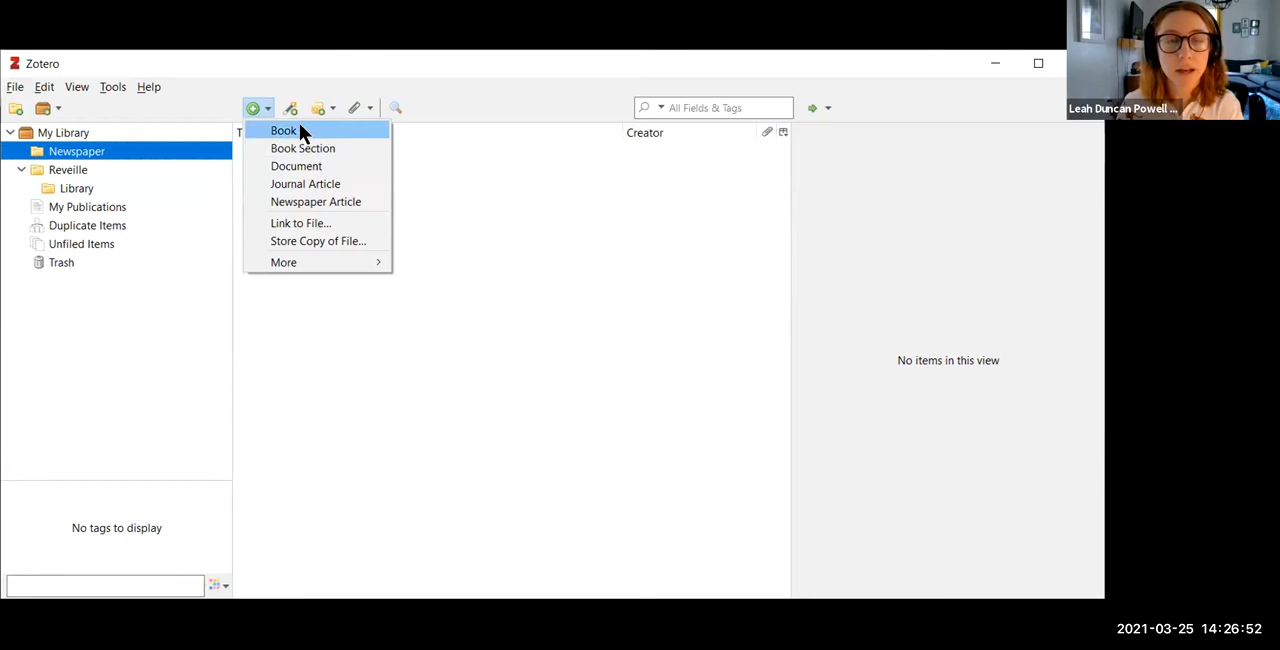 Zotero
File Edit View Tools Help
All Fields & Tags
My Library
Newspaper
Reveille
Library
My Publications
Duplicate Items
Unfiled Items
Trash
T
Creator
Book
Book Section
Document
Journal Article
Newspaper Article
Link to File...
Store Copy of File...
More
No items in this view
No tags to display
Leah Duncan Powell ...
2021-03-25 14:26:52